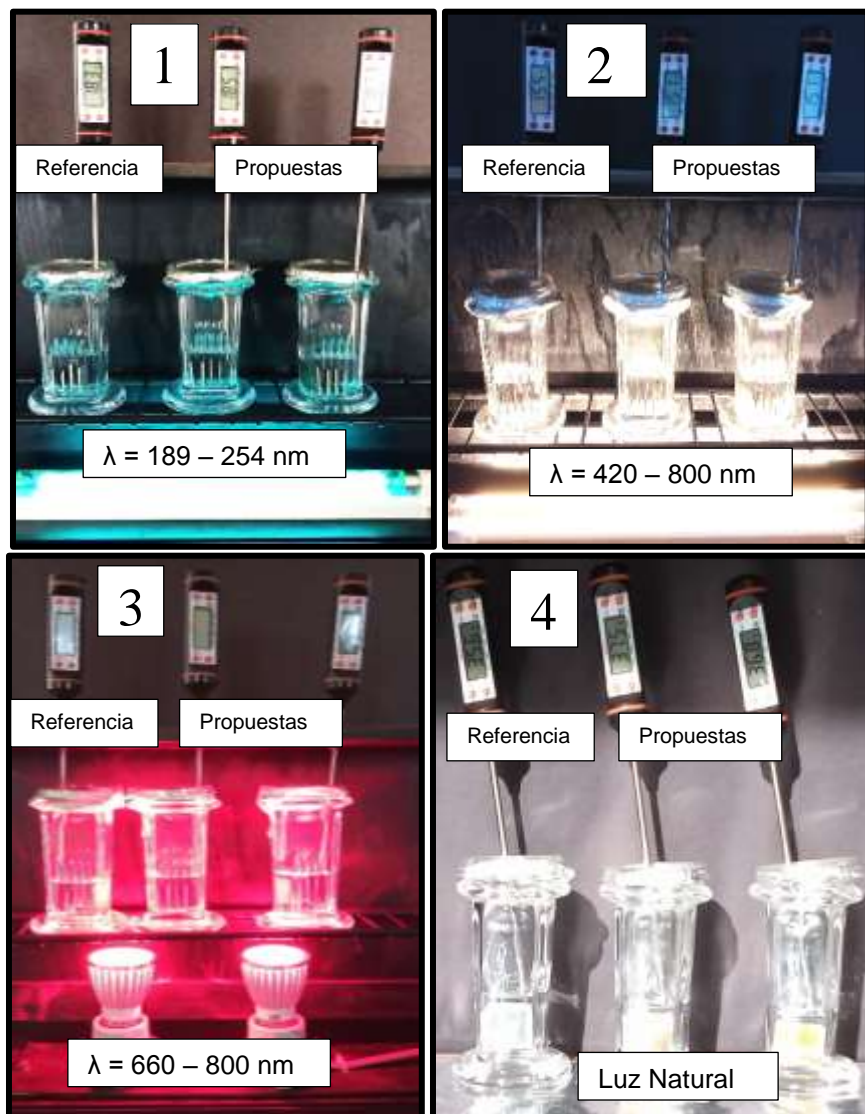 1
Referencia
Propuestas
λ = 189 – 254 nm
2
Referencia
Propuestas
λ = 420 – 800 nm
3
Referencia
Propuestas
λ = 660 – 800 nm
4
Referencia
Propuestas
Luz Natural